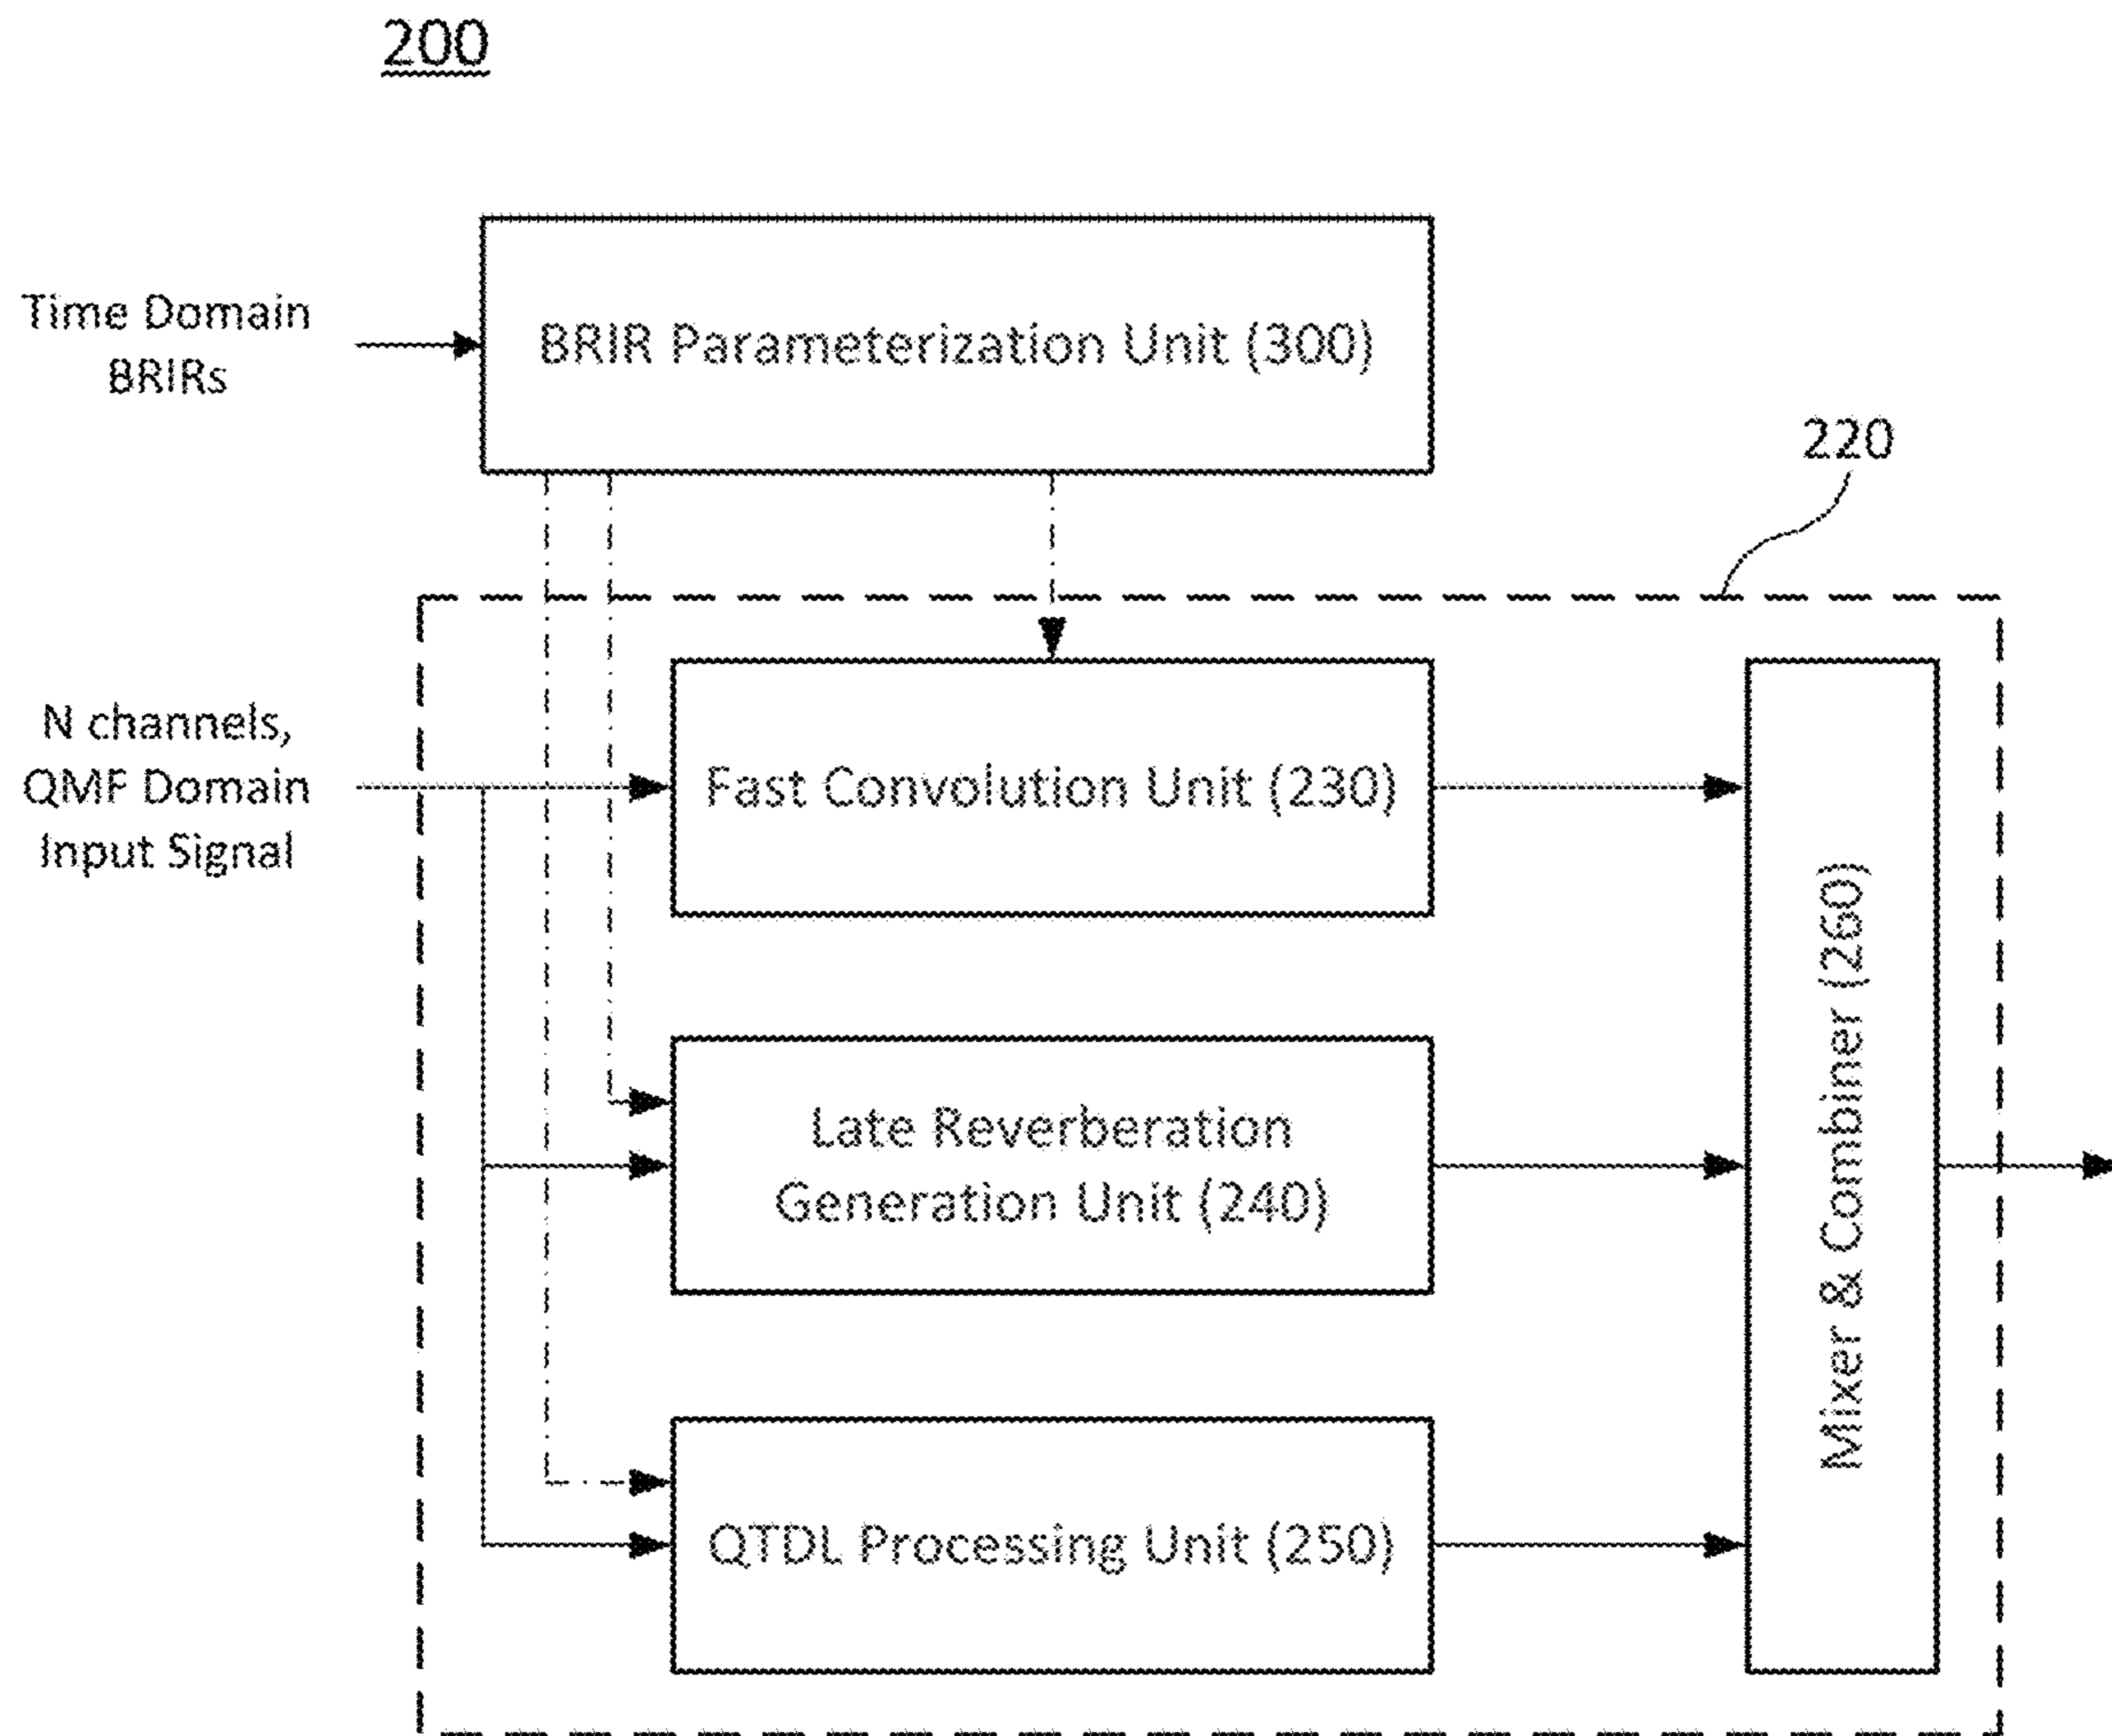 200
Time Domain
BRIRs
BRIR Parameterization Unit (300)
220
N channels,
QMF Domain
Input Signal
Fast Convolution Unit (230)
Late Reverberation
Generation Unit (240)
QTDL Processing Unit (250)
Mixer & Combiner (260)